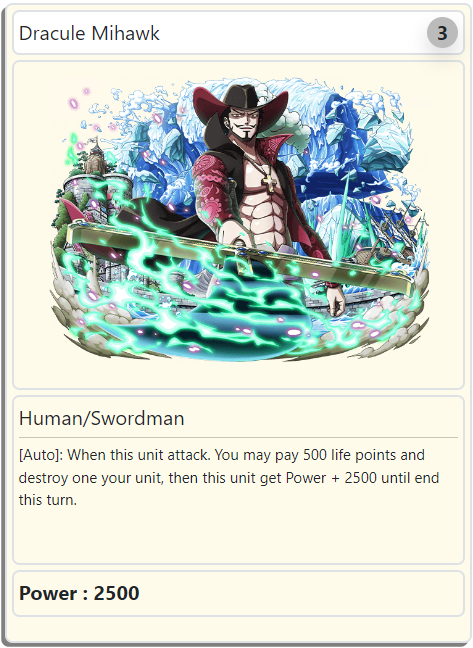 Dracule Mihawk
3
Human/Swordman
[Auto]: When this unit attack. You may pay 500 life points and
destroy one your unit, then this unit get Power + 2500 until end
this turn.
Power : 2500